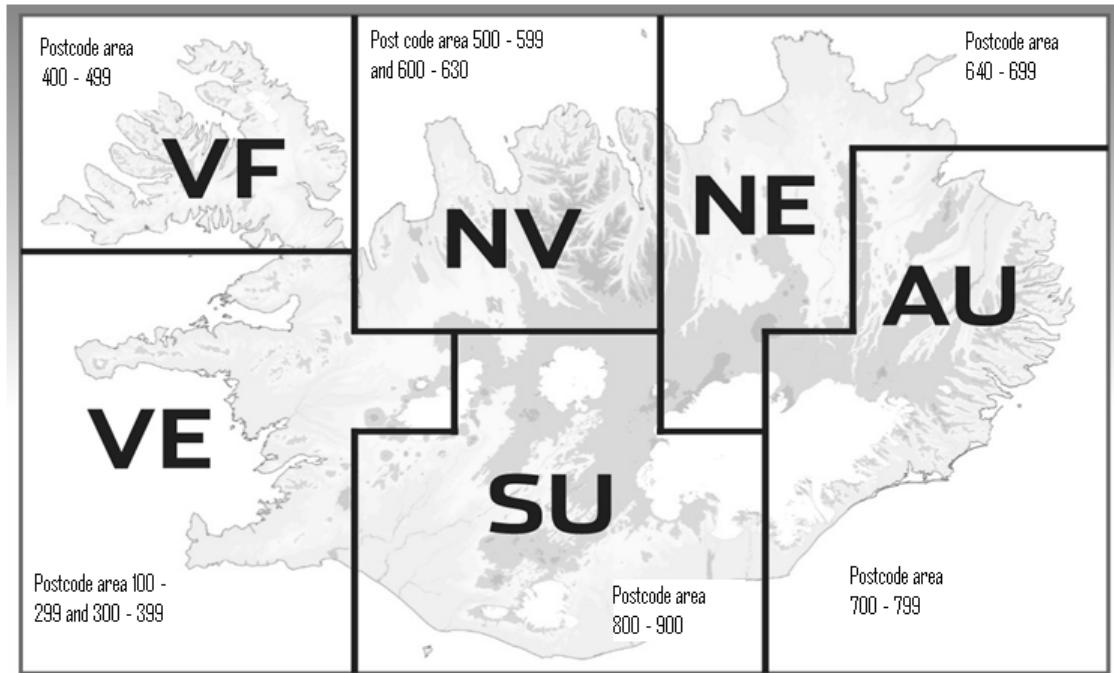 Postcode area
400 - 499
Post code area 500 - 599
and 600 - 630
Postcode area
640 - 699
VF
NV
NE
AU
VE
SU
Postcode area 100 -
299 and 300 - 399
Postcode area
800 - 900
Postcode area
700 - 799